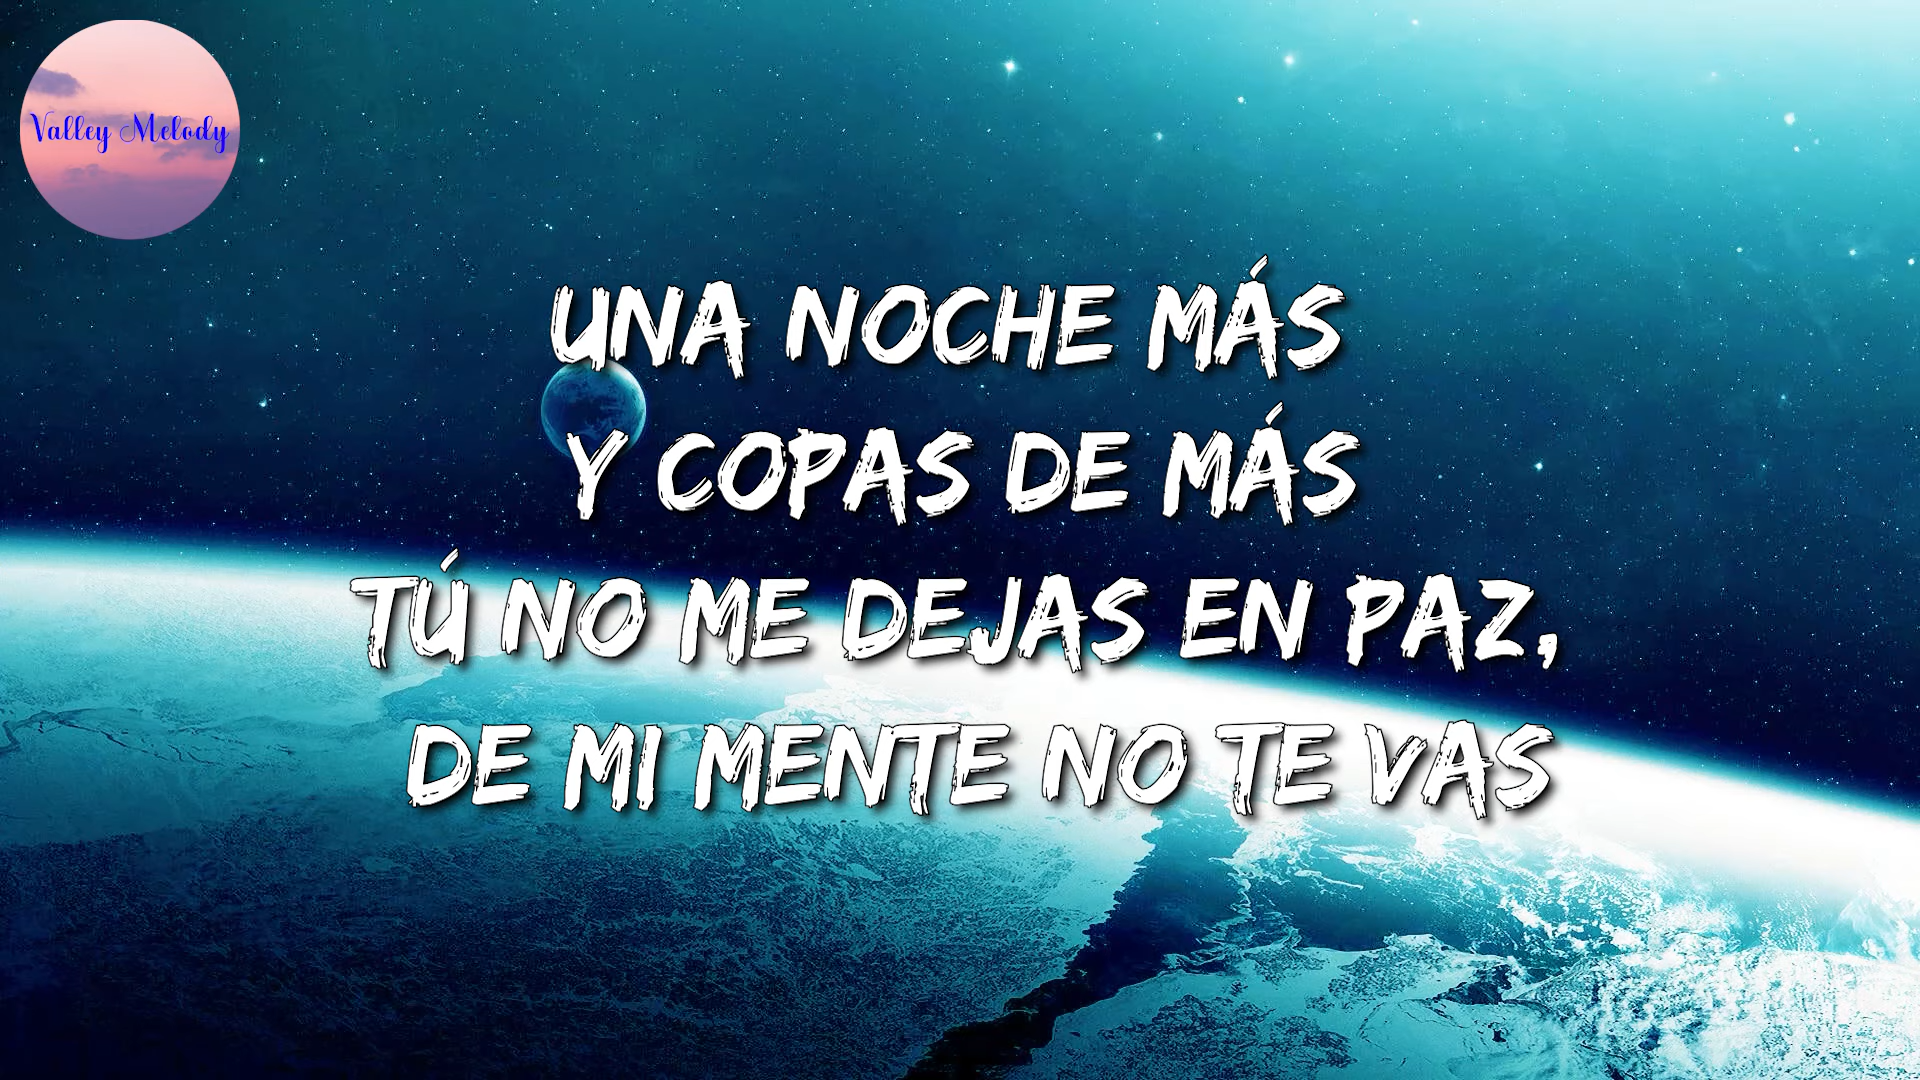 Valley Melody
UNA NOCHE MÁS
Y COPAS DE MÁS
TÚ NO ME DEJAS EN PAZ,
DE MI MENTE NO TE VAS